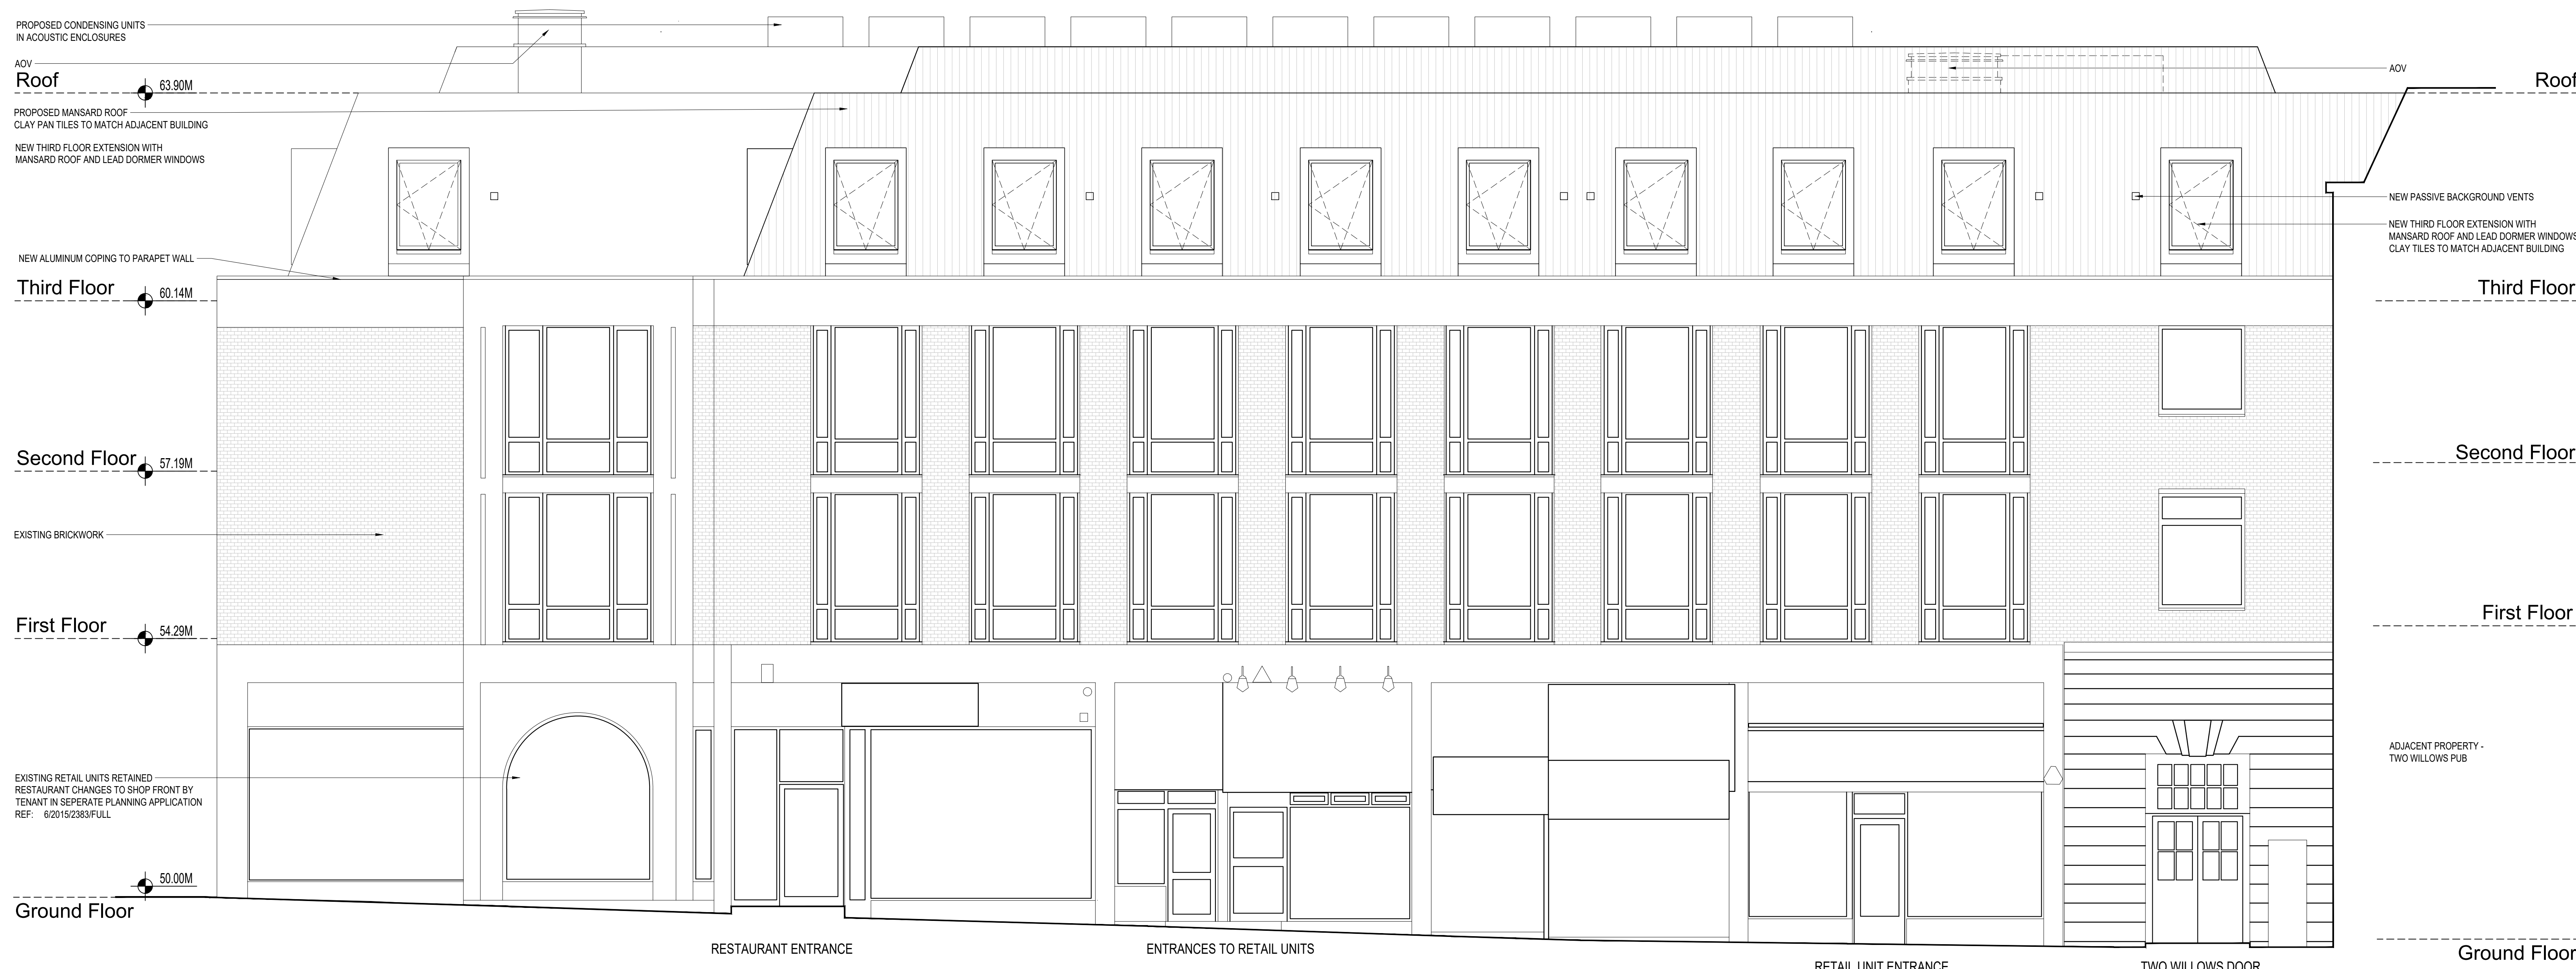 PROPOSED CONDENSING UNITS
IN ACOUSTIC ENCLOSURES
AOV
Roof
63.90M
PROPOSED MANSARD ROOF
CLAY PAN TILES TO MATCH ADJACENT BUILDING
NEW THIRD FLOOR EXTENSION WITH
MANSARD ROOF AND LEAD DORMER WINDOWS
NEW ALUMINUM COPING TO PARAPET WALL
Third Floor
60.14M
Second Floor
57.19M
EXISTING BRICKWORK
First Floor
54.29M
EXISTING RETAIL UNITS RETAINED
RESTAURANT CHANGES TO SHOP FRONT BY
TENANT IN SEPERATE PLANNING APPLICATION
REF: 6/2015/2383/FULL
50.00M
Ground Floor
RESTAURANT ENTRANCE
ENTRANCES TO RETAIL UNITS
RETAIL UNIT ENTRANCE
TWO WILLOWS DOOR
AOV
Roof
NEW PASSIVE BACKGROUND VENTS
NEW THIRD FLOOR EXTENSION WITH
MANSARD ROOF AND LEAD DORMER WINDOWS
CLAY TILES TO MATCH ADJACENT BUILDING
Third Floor
Second Floor
First Floor
ADJACENT PROPERTY -
TWO WILLOWS PUB
Ground Floor